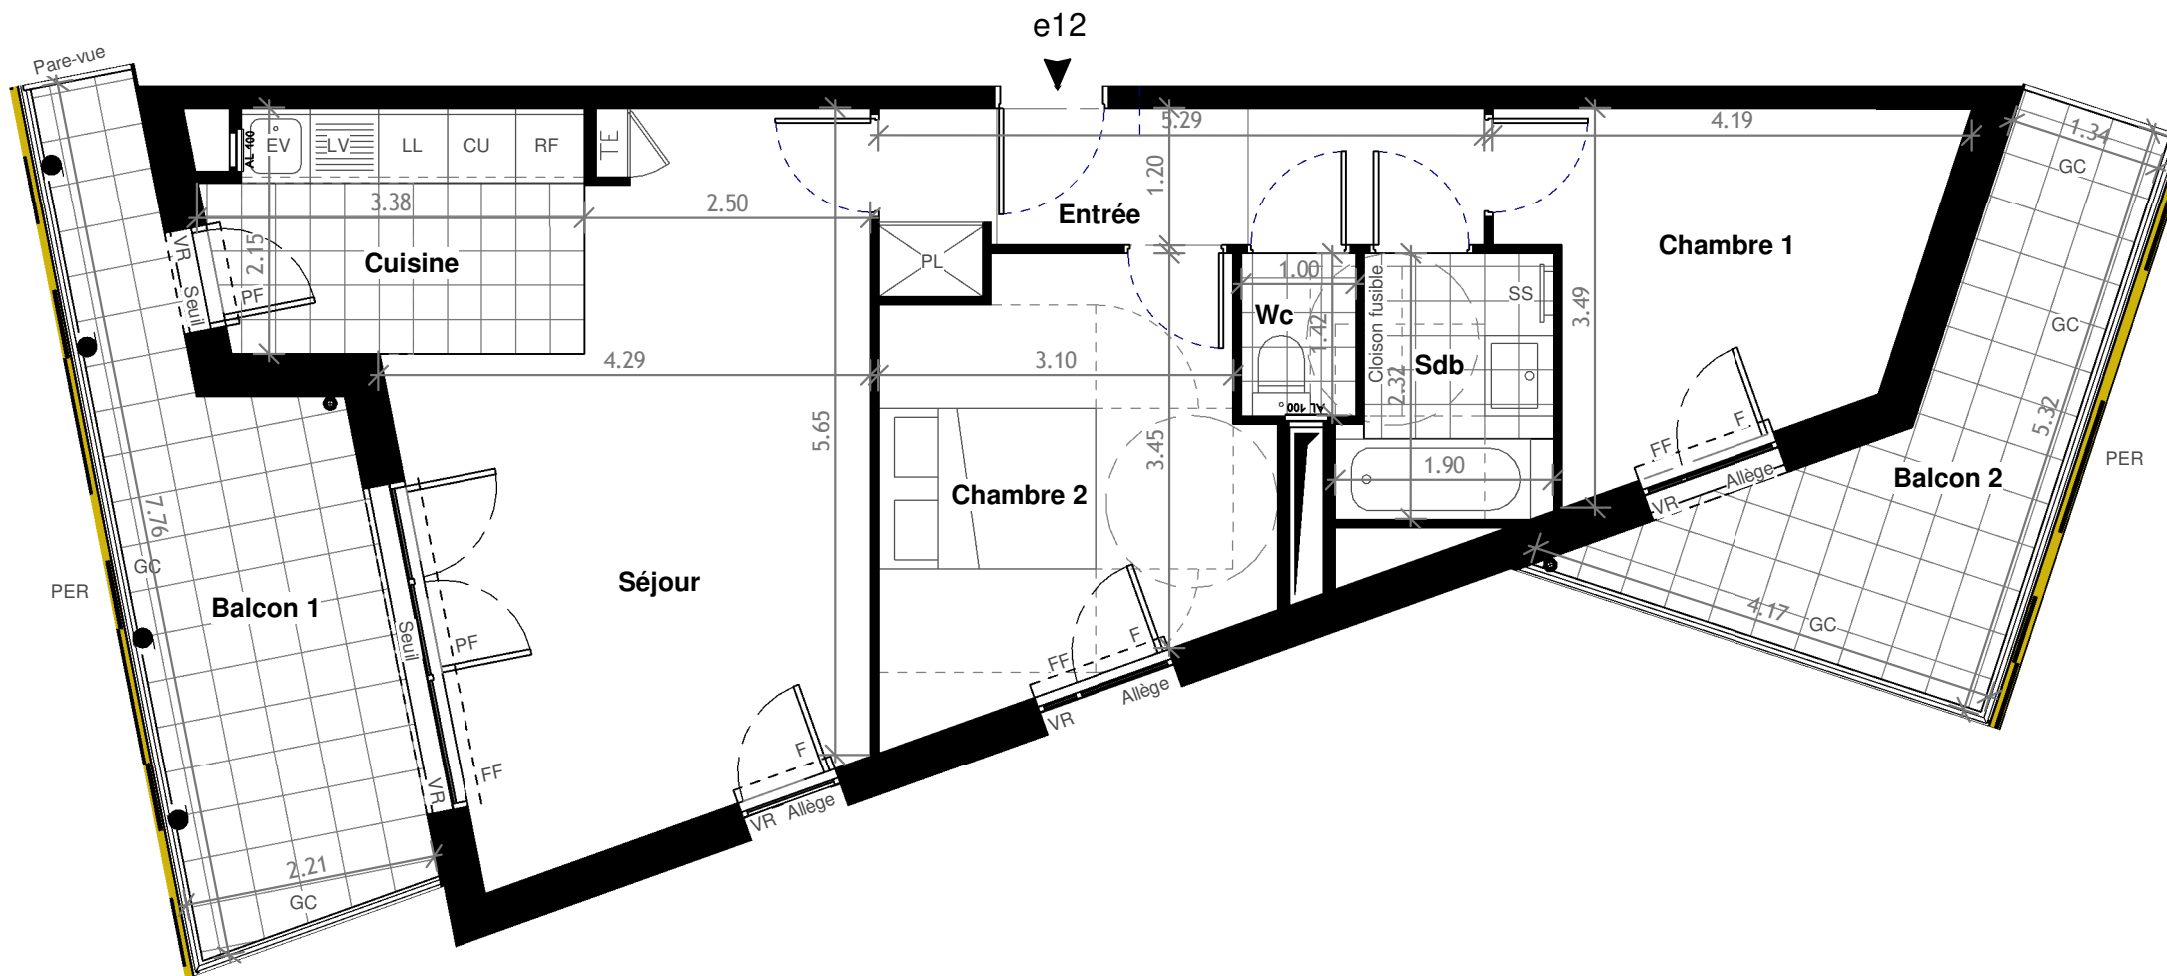 e12
Pare-vue
AL 400
EV
LV
LL
CU
RF
TE
5.29
4.19
1.34
GC
1.20
3.38
2.50
Entrée
Chambre 1
VR
2.15
Cuisine
PL
1.00
Cloison fusible
SS
3.49
Seuil
PF
Wc
1.42
GC
4.29
3.10
Sdb
2.32
AL 100
5.65
3.45
1.90
F
FF
Allège
VR
5.32
PER
Balcon 2
Chambre 2
7.76
GC
PER
Balcon 1
Séjour
Seuil
PF
F
FF
Allège
VR
4.17
GC
FF
VR
F
VR
Allège
2.21
GC